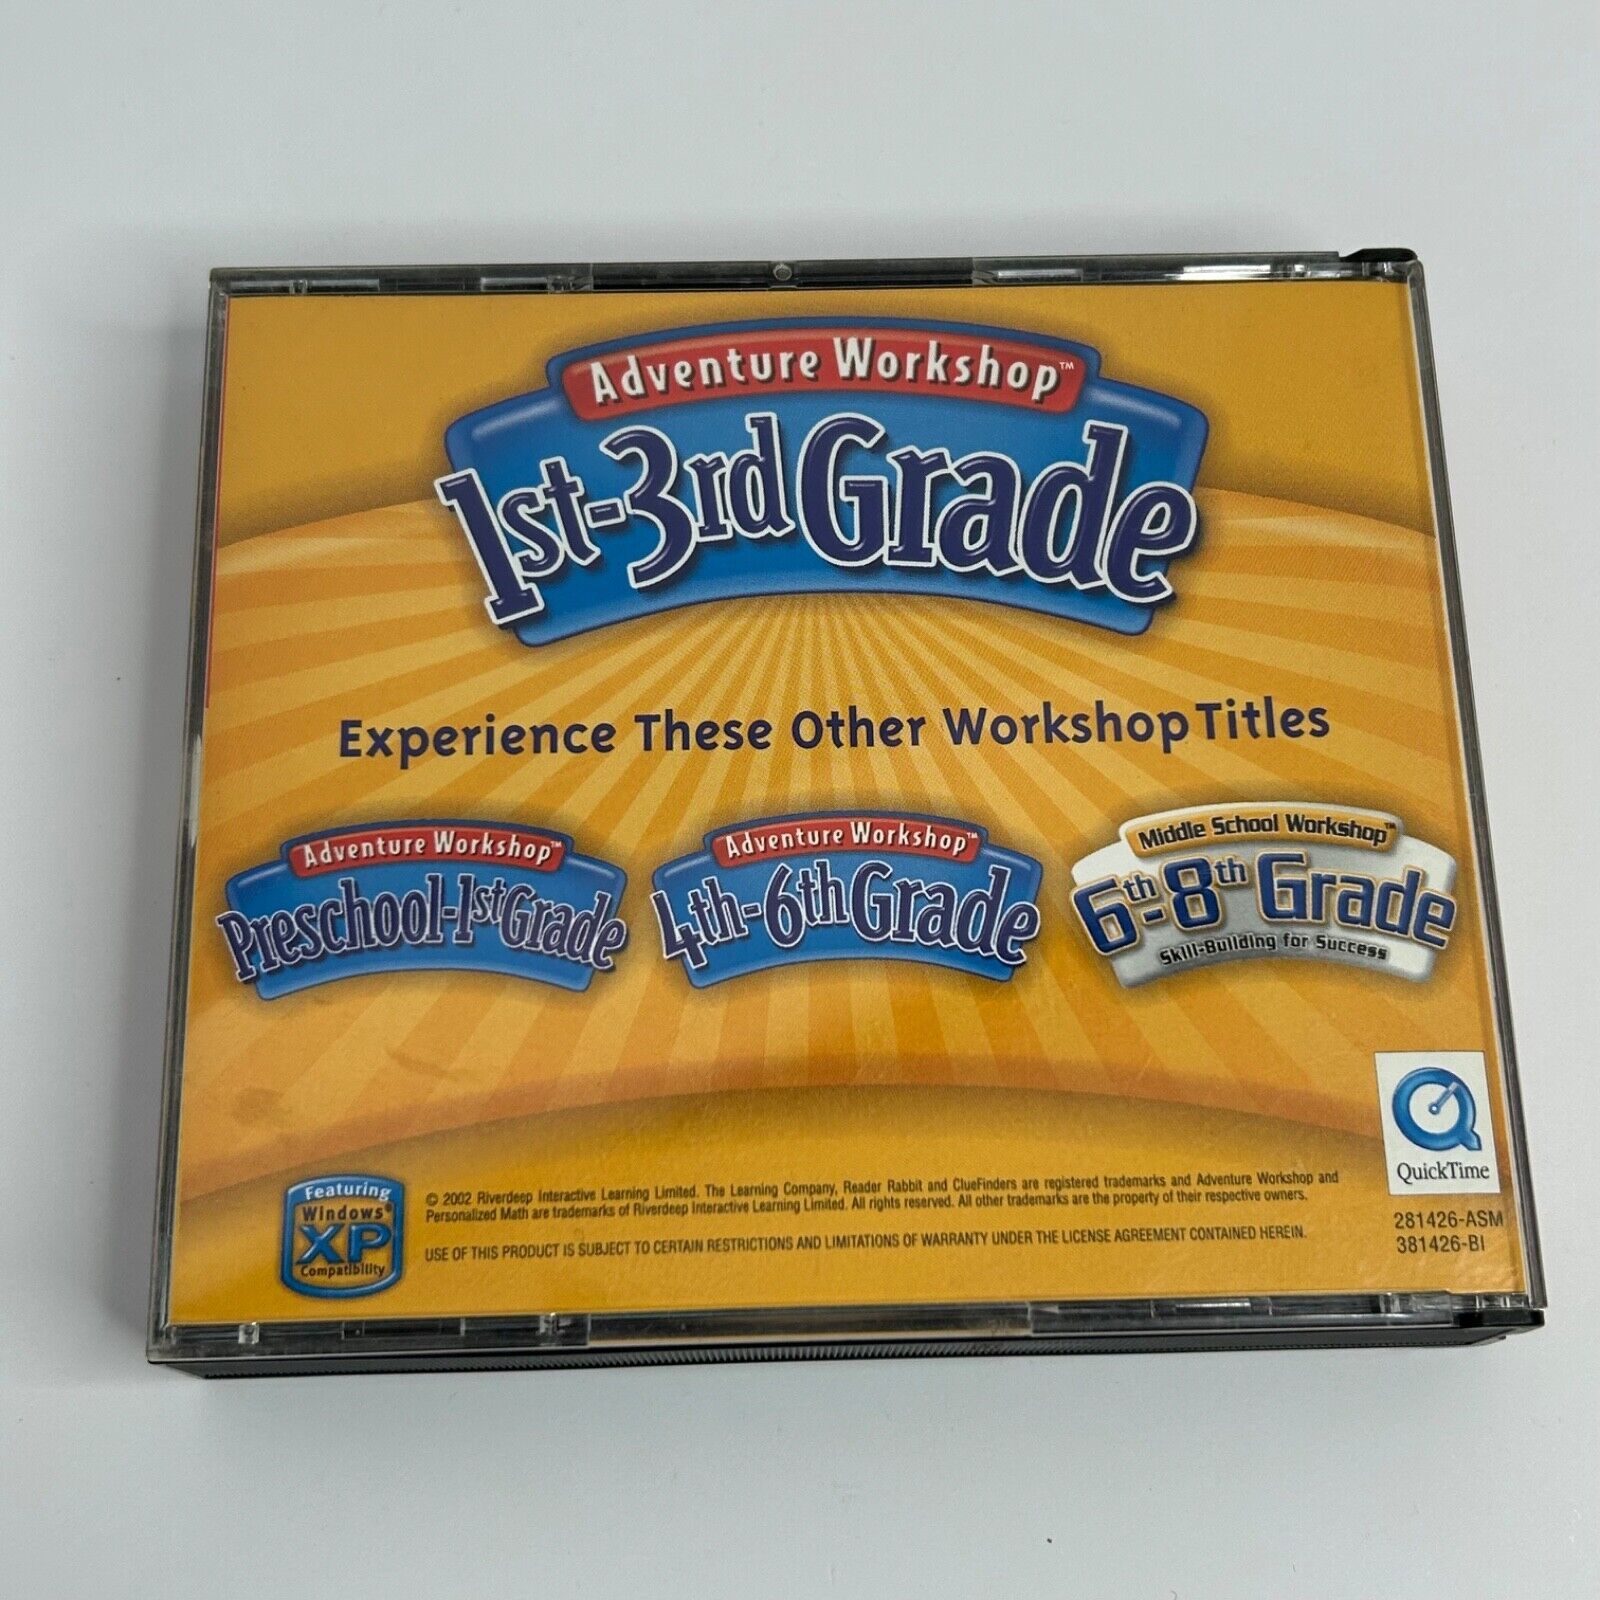 Adventure Workshop™
1st-3rd Grade
Experience These Other Workshop Titles
Adventure Workshop™
Preschool-1st Grade
Adventure Workshop™
4th-6th Grade
Middle School Workshop™
6th-8th Grade
Skill-Building for Success
QuickTime
Featuring
Windows®
XP
Compatibility
© 2002 Riverdeep Interactive Learning Limited. The Learning Company, Reader Rabbit and ClueFinders are registered trademarks and Adventure Workshop and
Personalized Math are trademarks of Riverdeep Interactive Learning Limited. All rights reserved. All other trademarks are the property of their respective owners.
USE OF THIS PRODUCT IS SUBJECT TO CERTAIN RESTRICTIONS AND LIMITATIONS OF WARRANTY UNDER THE LICENSE AGREEMENT CONTAINED HEREIN.
281426-ASM
381426-BI